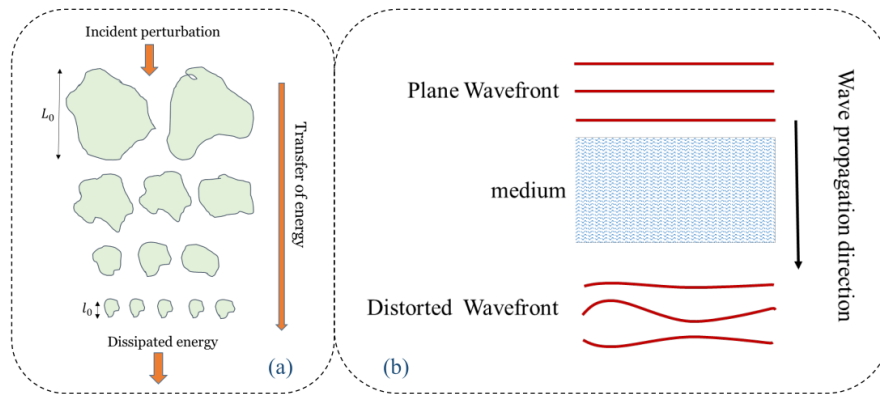 Incident perturbation
L₀
Transfer of energy
l₀
Dissipated energy
(a)
Plane Wavefront
medium
Distorted Wavefront
Wave propagation direction
(b)